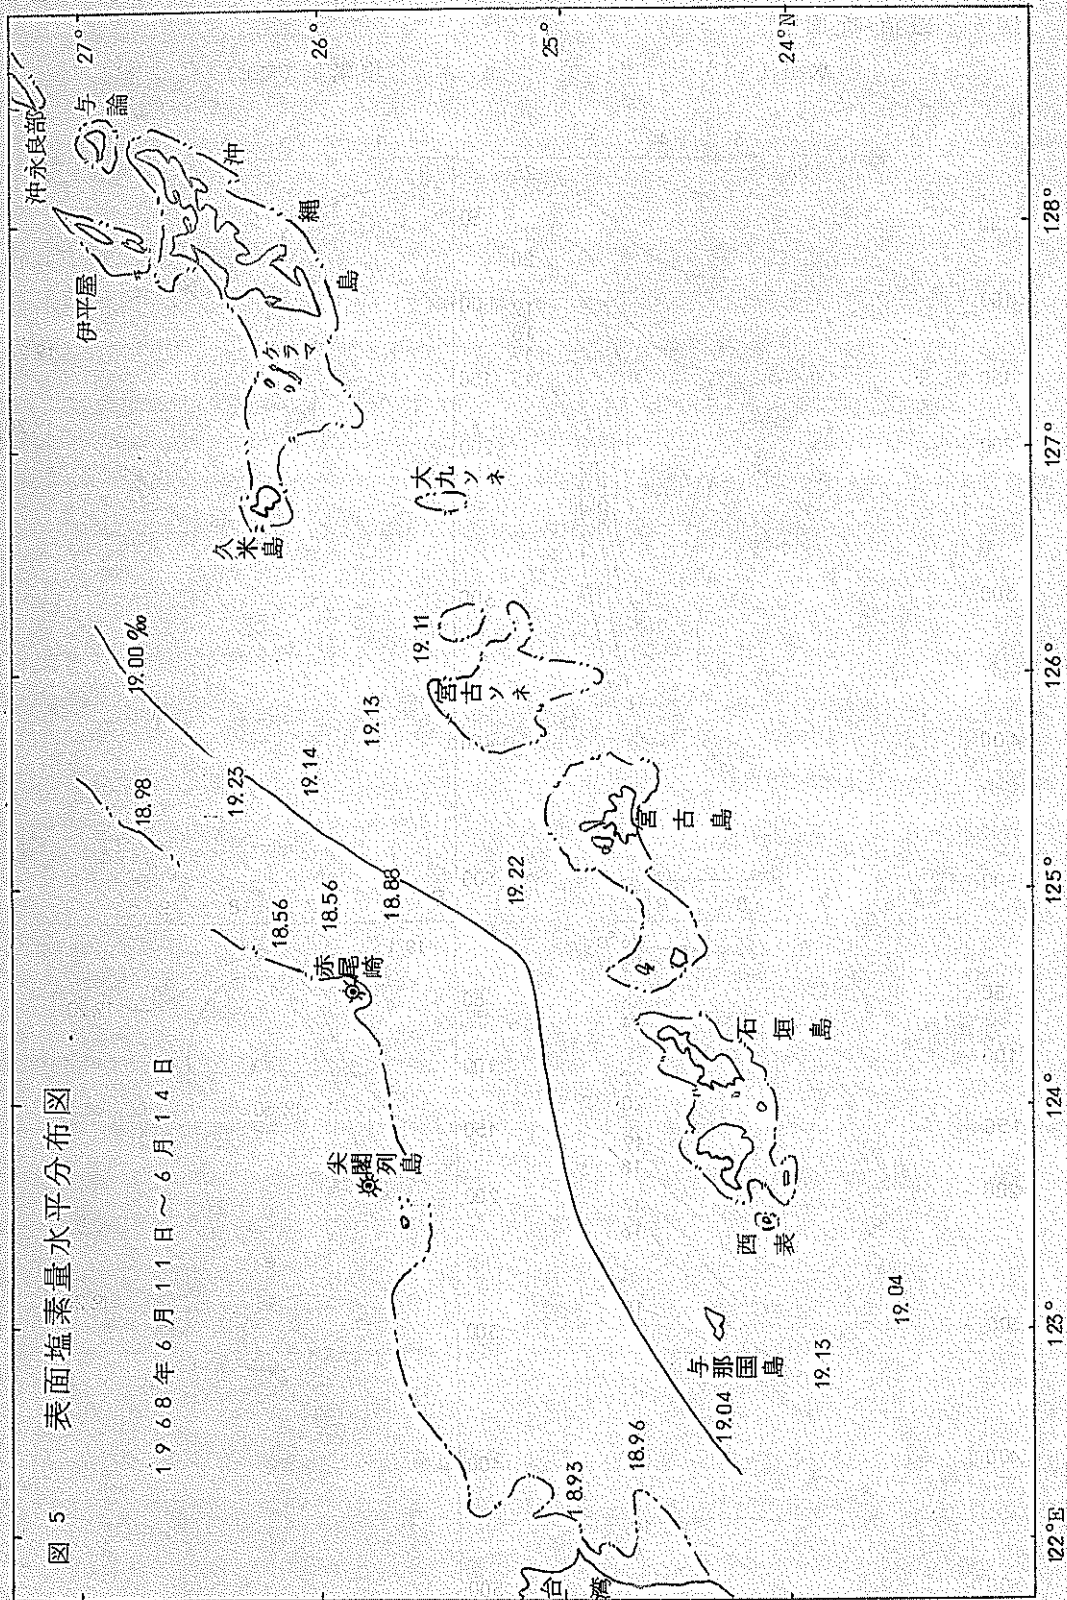 図5 表面塩素量水平分布図
1968年6月11日～6月14日
27°
26°
25°
24°N
沖永良部
与論
伊平屋
沖縄島
ケラマ
久米島
大九ソネ
19.00‰
18.98
19.23
19.14
19.13
19.11
宮古ソネ
18.56
18.56
18.88
19.22
赤尾崎
宮古島
尖閣列島
石垣島
西表
与那国島
19.04
19.13
19.04
18.96
18.93
台湾
122°E
123°
124°
125°
126°
127°
128°